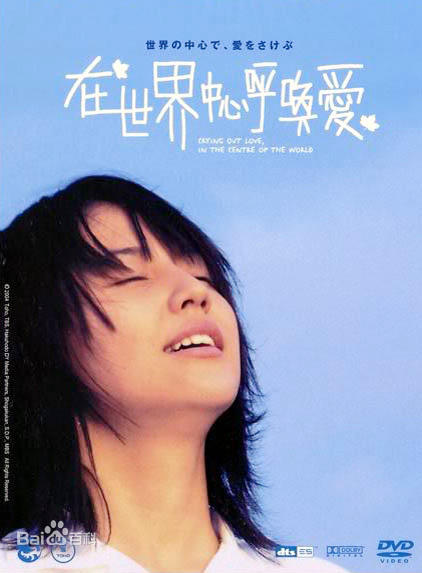 世界の中心で、愛をさけぶ
在世界中心呼喚愛
CRYING OUT LOVE,
IN THE CENTRE OF THE WORLD
© 2004 Toho, TBS, Hakuhodo DY Media Partners, Shogakukan, S.D.P., MBS All Rights Reserved.
Bai百科
TOHO
dts ES
DOLBY
DIGITAL
DVD
VIDEO